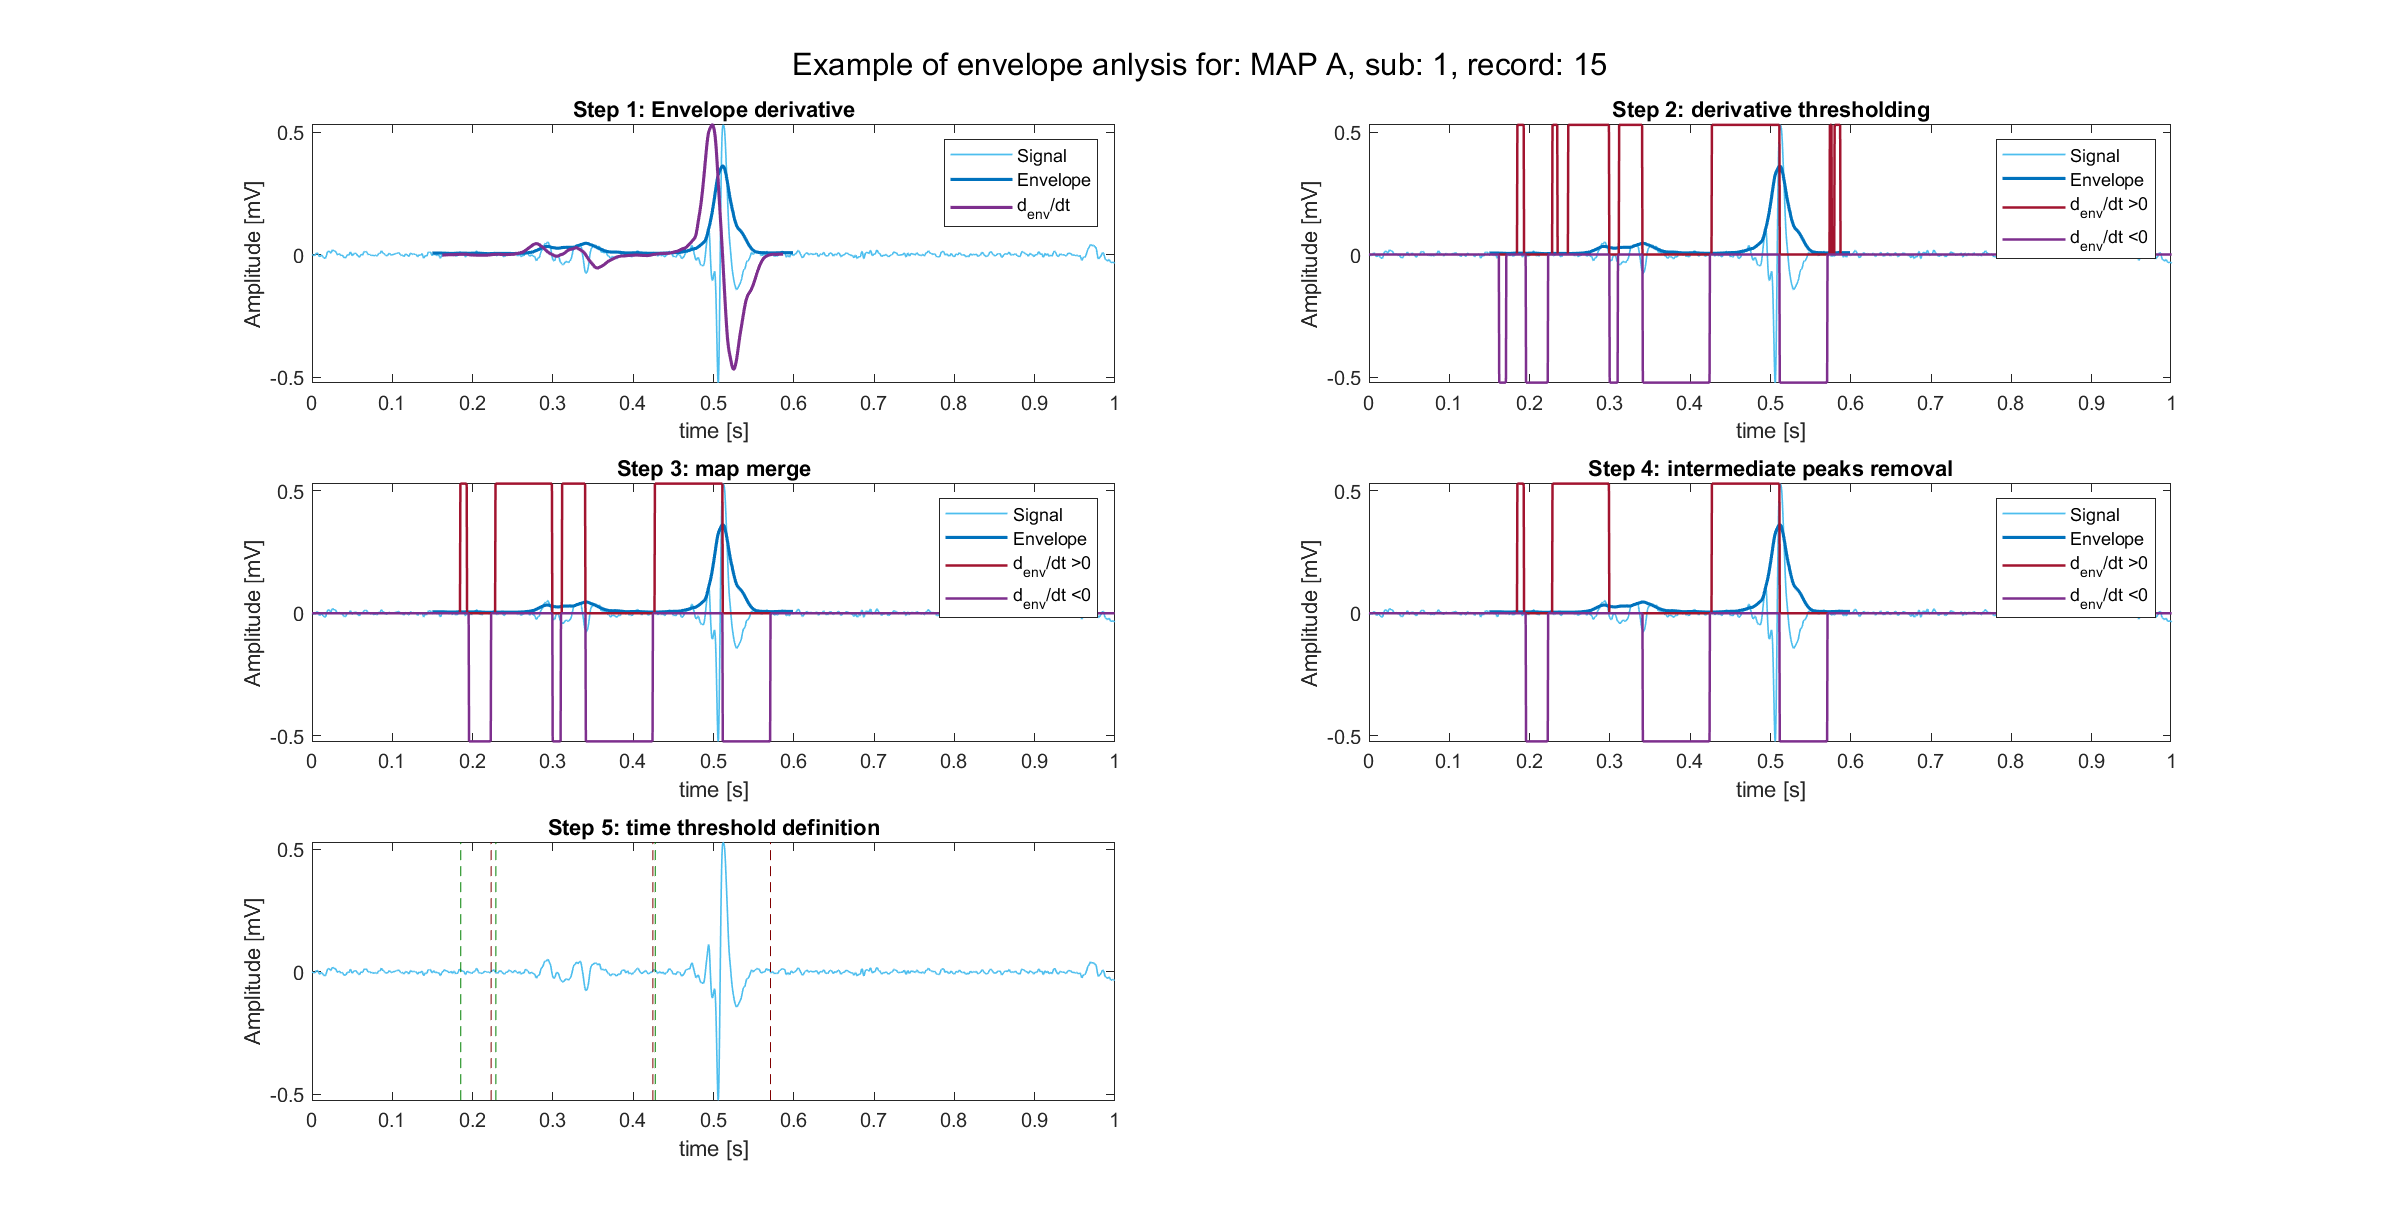 Example of envelope anlysis for: MAP A, sub: 1, record: 15
Step 1: Envelope derivative
Amplitude [mV]
0.5
0
-0.5
0 0.1 0.2 0.3 0.4 0.5 0.6 0.7 0.8 0.9 1
time [s]
Signal
Envelope
d_env/dt
Step 2: derivative thresholding
Amplitude [mV]
0.5
0
-0.5
0 0.1 0.2 0.3 0.4 0.5 0.6 0.7 0.8 0.9 1
time [s]
Signal
Envelope
d_env/dt >0
d_env/dt <0
Step 3: map merge
Amplitude [mV]
0.5
0
-0.5
0 0.1 0.2 0.3 0.4 0.5 0.6 0.7 0.8 0.9 1
time [s]
Signal
Envelope
d_env/dt >0
d_env/dt <0
Step 4: intermediate peaks removal
Amplitude [mV]
0.5
0
-0.5
0 0.1 0.2 0.3 0.4 0.5 0.6 0.7 0.8 0.9 1
time [s]
Signal
Envelope
d_env/dt >0
d_env/dt <0
Step 5: time threshold definition
Amplitude [mV]
0.5
0
-0.5
0 0.1 0.2 0.3 0.4 0.5 0.6 0.7 0.8 0.9 1
time [s]